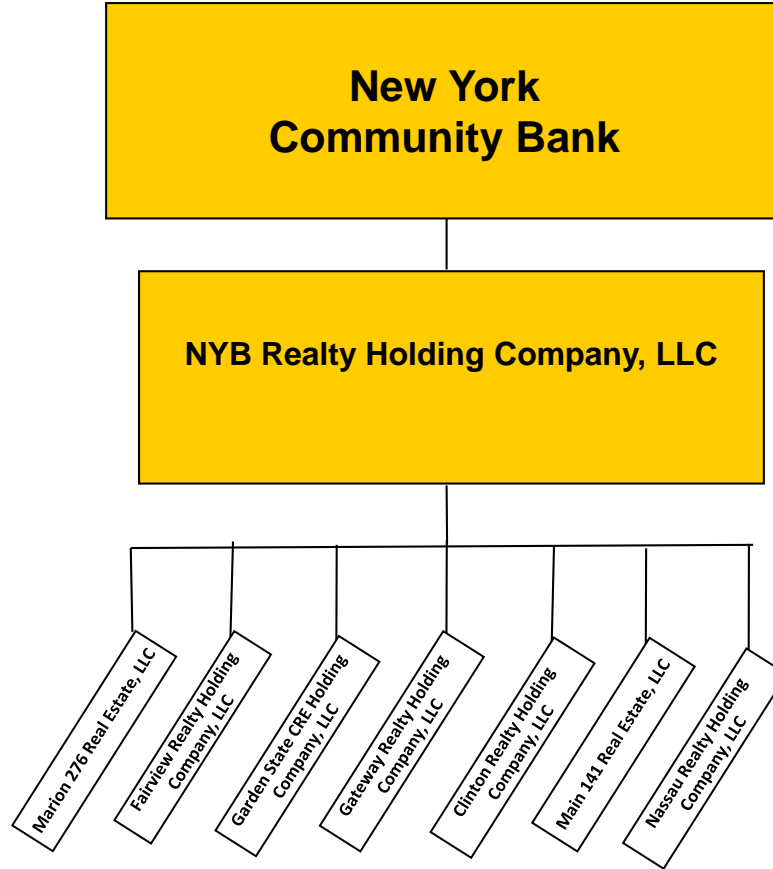 New York
Community Bank
NYB Realty Holding Company, LLC
Marion 276 Real Estate, LLC
Fairview Realty Holding
Company, LLC
Garden State CRE Holding
Company, LLC
Gateway Realty Holding
Company, LLC
Clinton Realty Holding
Company, LLC
Main 141 Real Estate, LLC
Nassau Realty Holding
Company, LLC